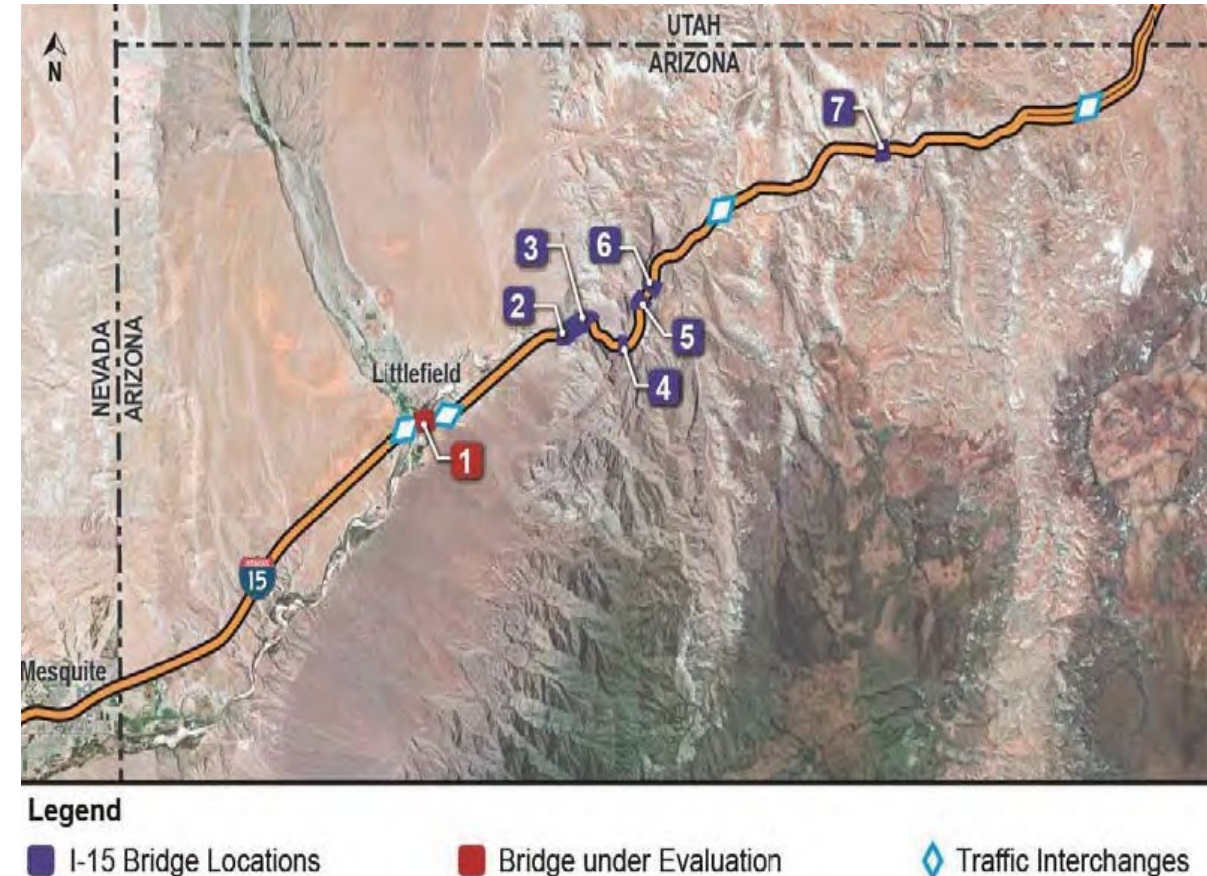 UTAH
ARIZONA
N
7
6
3
2
5
4
NEVADA
ARIZONA
Littlefield
1
15
Mesquite
Legend
I-15 Bridge Locations
Bridge under Evaluation
Traffic Interchanges